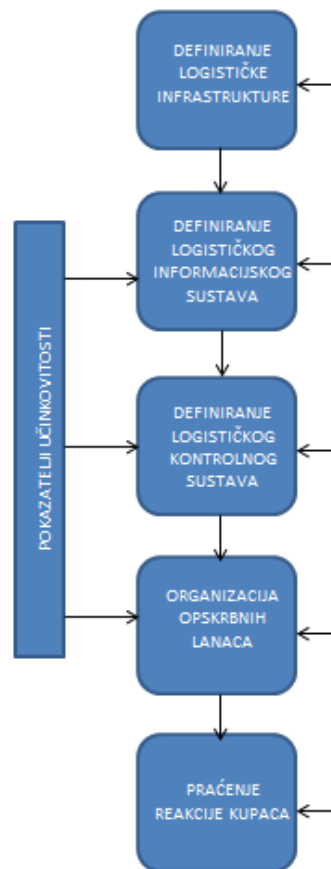 DEFINIRANJE
LOGISTIČKE
INFRASTRUKTURE
DEFINIRANJE
LOGISTIČKOG
INFORMACIJSKOG
SUSTAVA
POKAZATELJI UČINKOVITOSTI
DEFINIRANJE
LOGISTIČKOG
KONTROLNOG
SUSTAVA
ORGANIZACIJA
OPSKRBNIH
LANACA
PRAĆENJE
REAKCIJE KUPACA